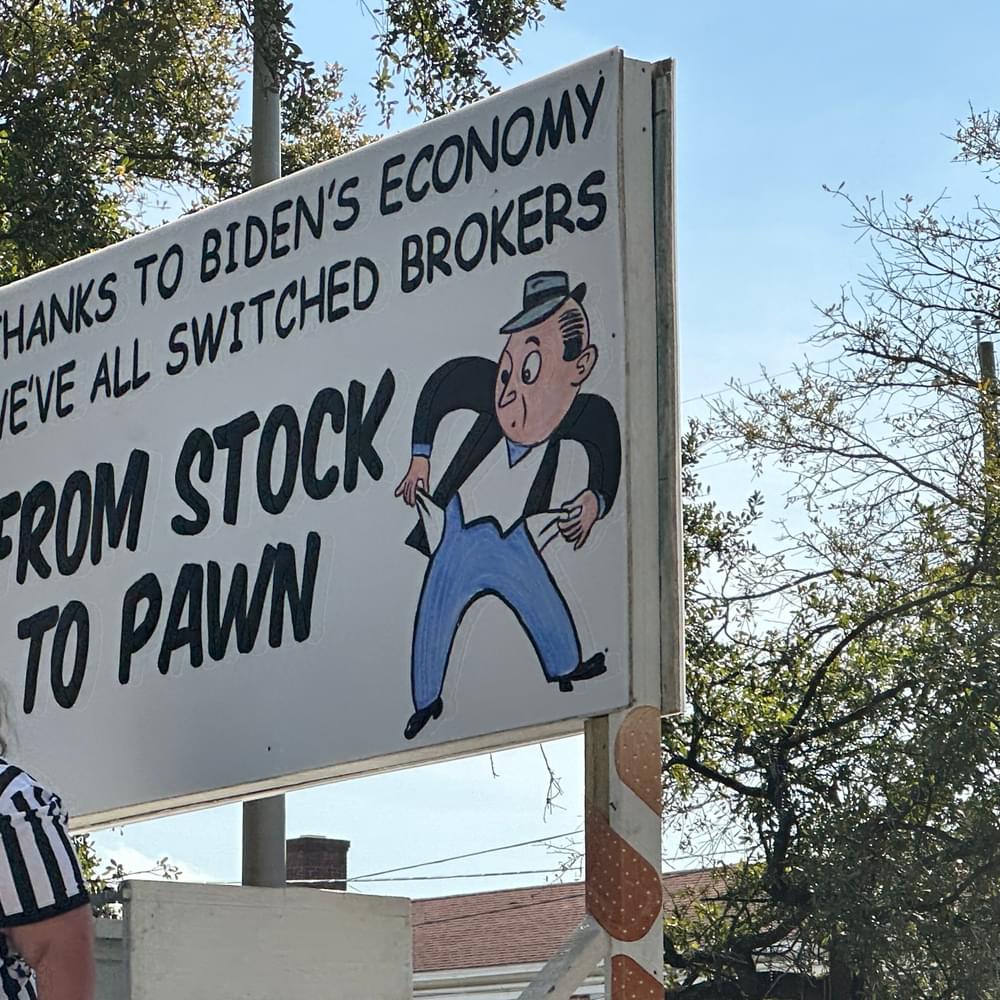 THANKS TO BIDEN'S ECONOMY
WE'VE ALL SWITCHED BROKERS
FROM STOCK
TO PAWN